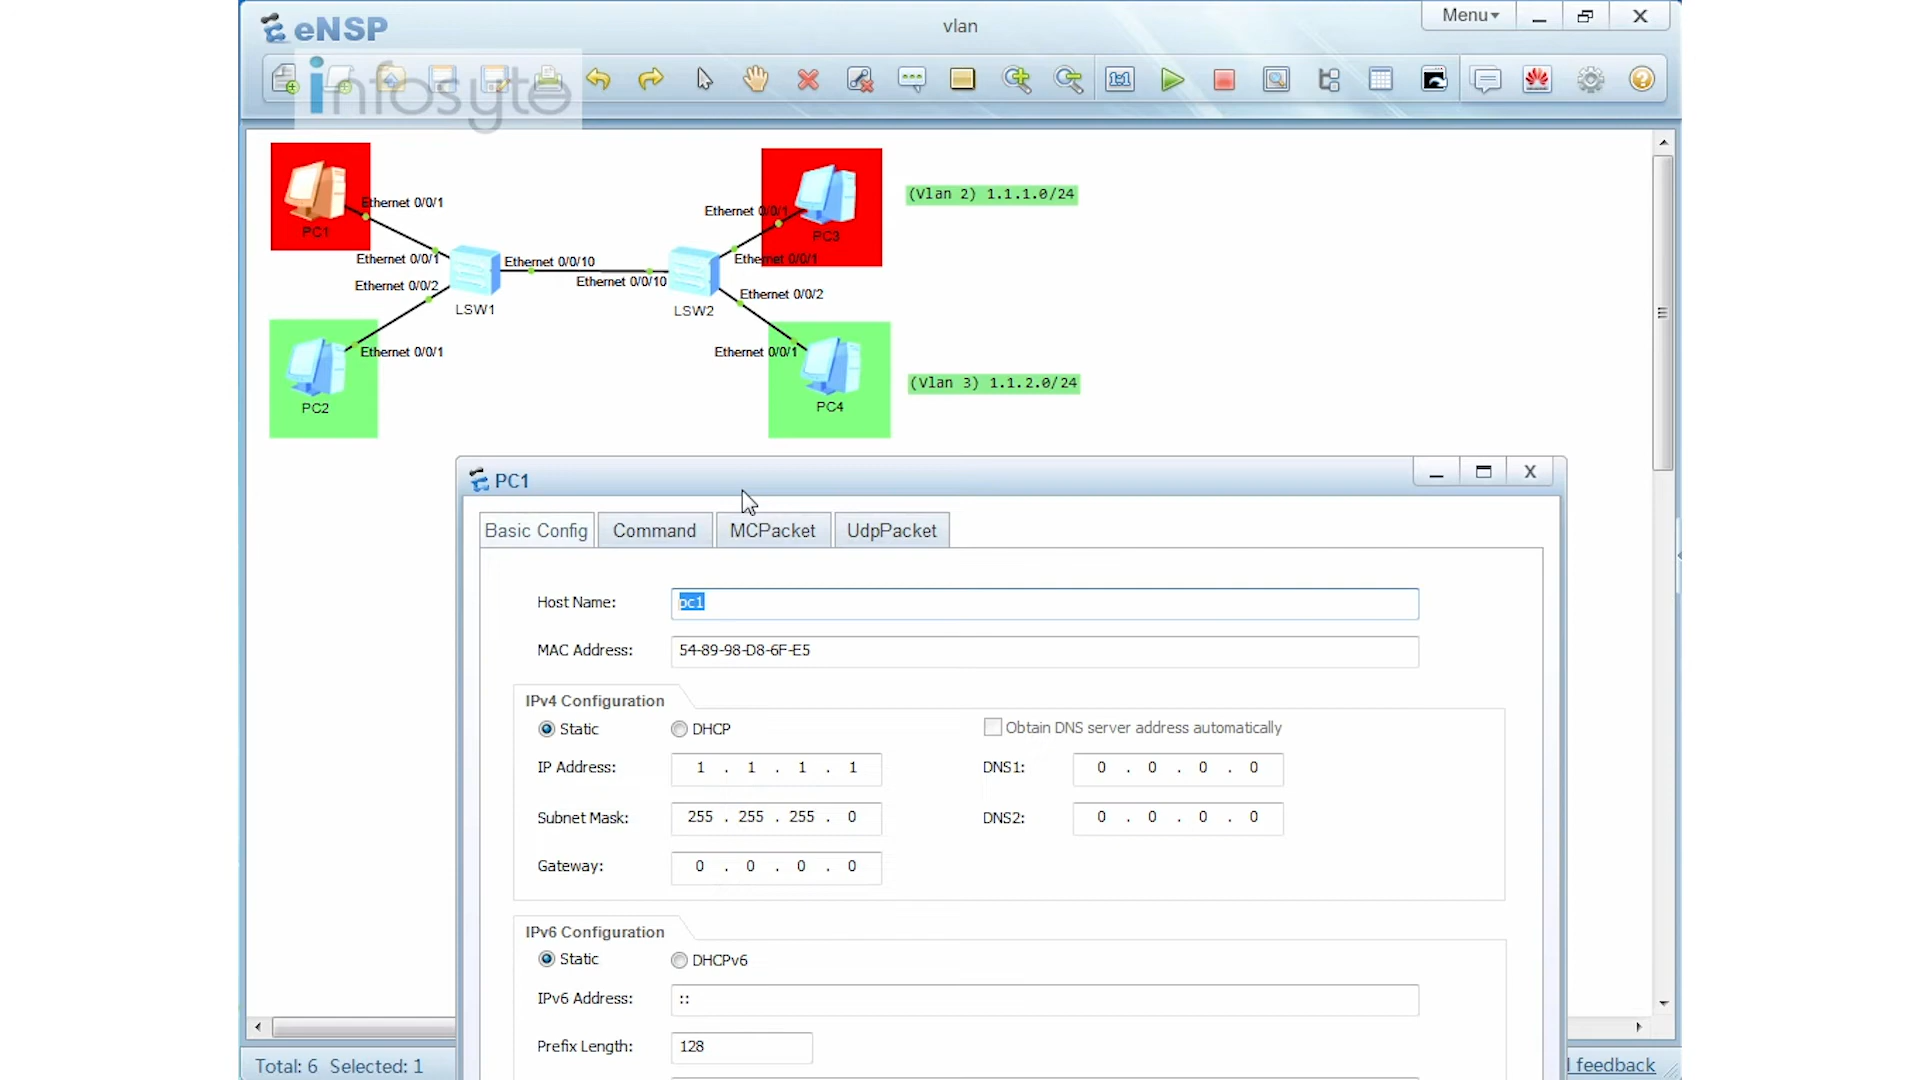 eNSP
vlan
Menu
infosyte
1:1
PC1
Ethernet 0/0/1
Ethernet 0/0/1
Ethernet 0/0/2
LSW1
Ethernet 0/0/10
Ethernet 0/0/10
LSW2
Ethernet 0/0/1
PC3
Ethernet 0/0/1
Ethernet 0/0/2
(Vlan 2) 1.1.1.0/24
PC2
Ethernet 0/0/1
Ethernet 0/0/1
PC4
(Vlan 3) 1.1.2.0/24
PC1
Basic Config
Command
MCPacket
UdpPacket
Host Name:
pc1
MAC Address:
54-89-98-D8-6F-E5
IPv4 Configuration
Static
DHCP
Obtain DNS server address automatically
IP Address:
1 . 1 . 1 . 1
DNS1:
0 . 0 . 0 . 0
Subnet Mask:
255 . 255 . 255 . 0
DNS2:
0 . 0 . 0 . 0
Gateway:
0 . 0 . 0 . 0
IPv6 Configuration
Static
DHCPv6
IPv6 Address:
::
Prefix Length:
128
Total: 6 Selected: 1
feedback